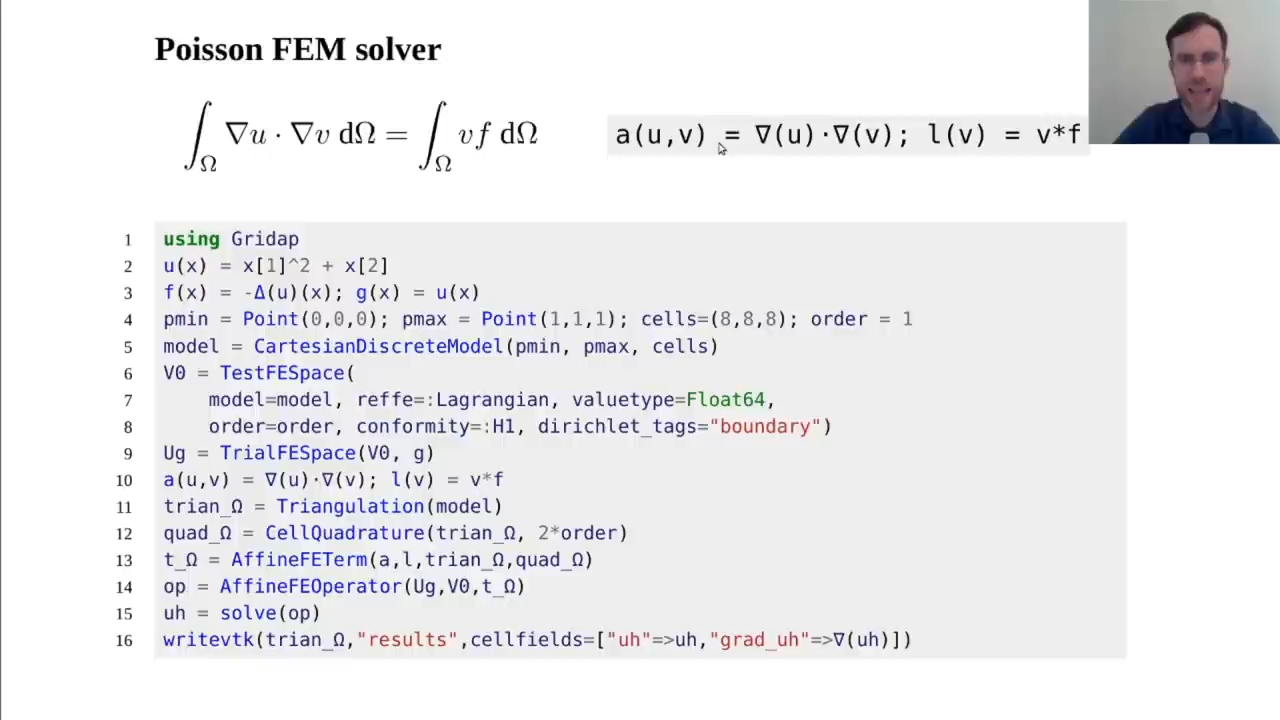 Poisson FEM solver
∫_Ω ∇u · ∇v dΩ = ∫_Ω vf dΩ
a(u,v) = ∇(u)·∇(v); l(v) = v*f
1 using Gridap
2 u(x) = x[1]^2 + x[2]
3 f(x) = -Δ(u)(x); g(x) = u(x)
4 pmin = Point(0,0,0); pmax = Point(1,1,1); cells=(8,8,8); order = 1
5 model = CartesianDiscreteModel(pmin, pmax, cells)
6 V0 = TestFESpace(
7 model=model, reffe=:Lagrangian, valuetype=Float64,
8 order=order, conformity=:H1, dirichlet_tags="boundary")
9 Ug = TrialFESpace(V0, g)
10 a(u,v) = ∇(u)·∇(v); l(v) = v*f
11 trian_Ω = Triangulation(model)
12 quad_Ω = CellQuadrature(trian_Ω, 2*order)
13 t_Ω = AffineFETerm(a,l,trian_Ω,quad_Ω)
14 op = AffineFEOperator(Ug,V0,t_Ω)
15 uh = solve(op)
16 writevtk(trian_Ω,"results",cellfields=["uh"=>uh,"grad_uh"=>∇(uh)])